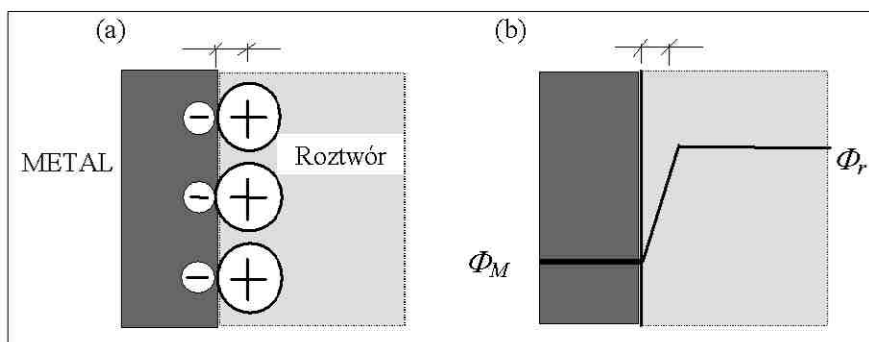 (a)
METAL
Roztwór
(b)
Φ_M
Φ_r